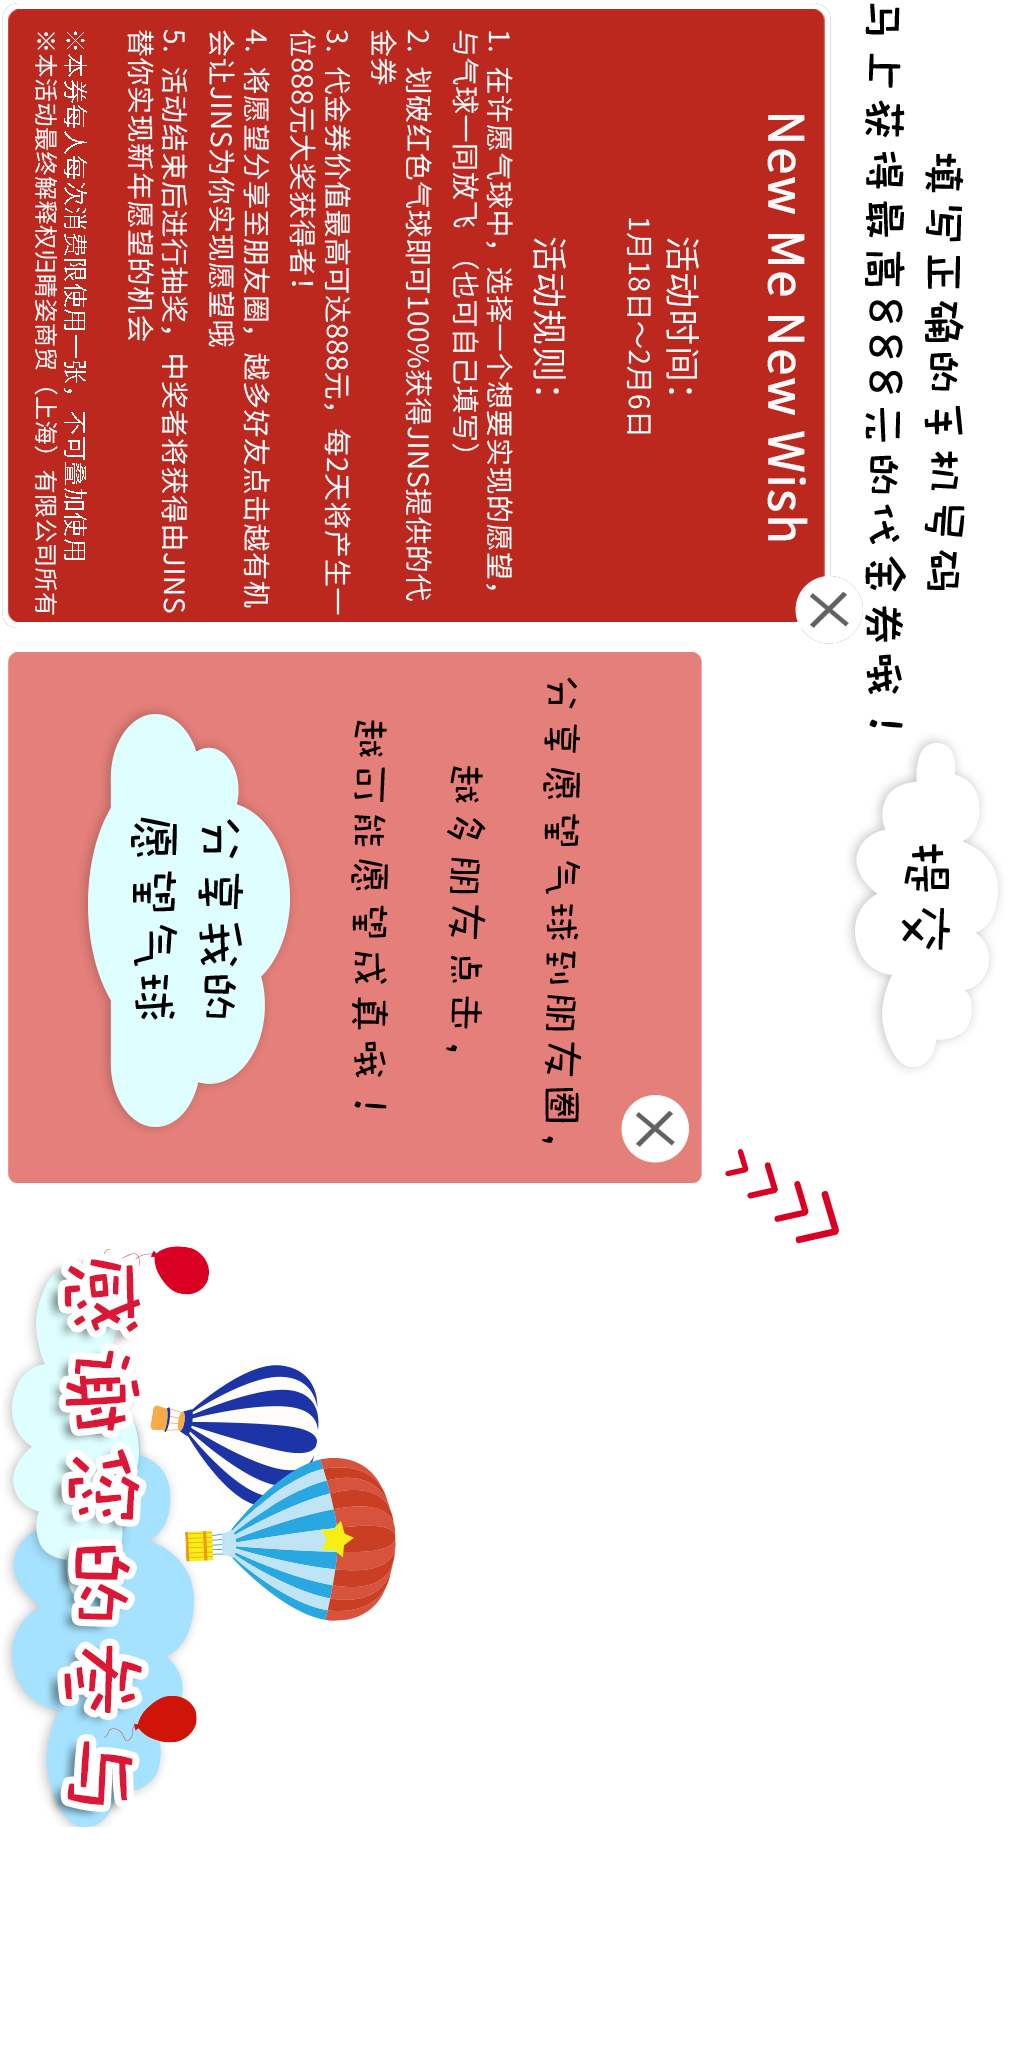 填写正确的手机号码
马上获得最高888元的代金券哦！
New Me New Wish
活动时间：
1月18日～2月6日
活动规则：
1. 在许愿气球中，选择一个想要实现的愿望，
与气球一同放飞（也可自己填写）
2. 划破红色气球即可100%获得JINS提供的代
金券
3. 代金券价值最高可达888元，每2天将产生一
位888元大奖获得者！
4. 将愿望分享至朋友圈，越多好友点击越有机
会让JINS为你实现愿望哦
5. 活动结束后进行抽奖，中奖者将获得由JINS
替你实现新年愿望的机会
※本券每人每次消费限使用一张，不可叠加使用
※本活动最终解释权归睛姿商贸（上海）有限公司所有
提交
分享愿望气球到朋友圈，
越多朋友点击，
越可能愿望成真哦！
分享我的
愿望气球
感谢您的参与